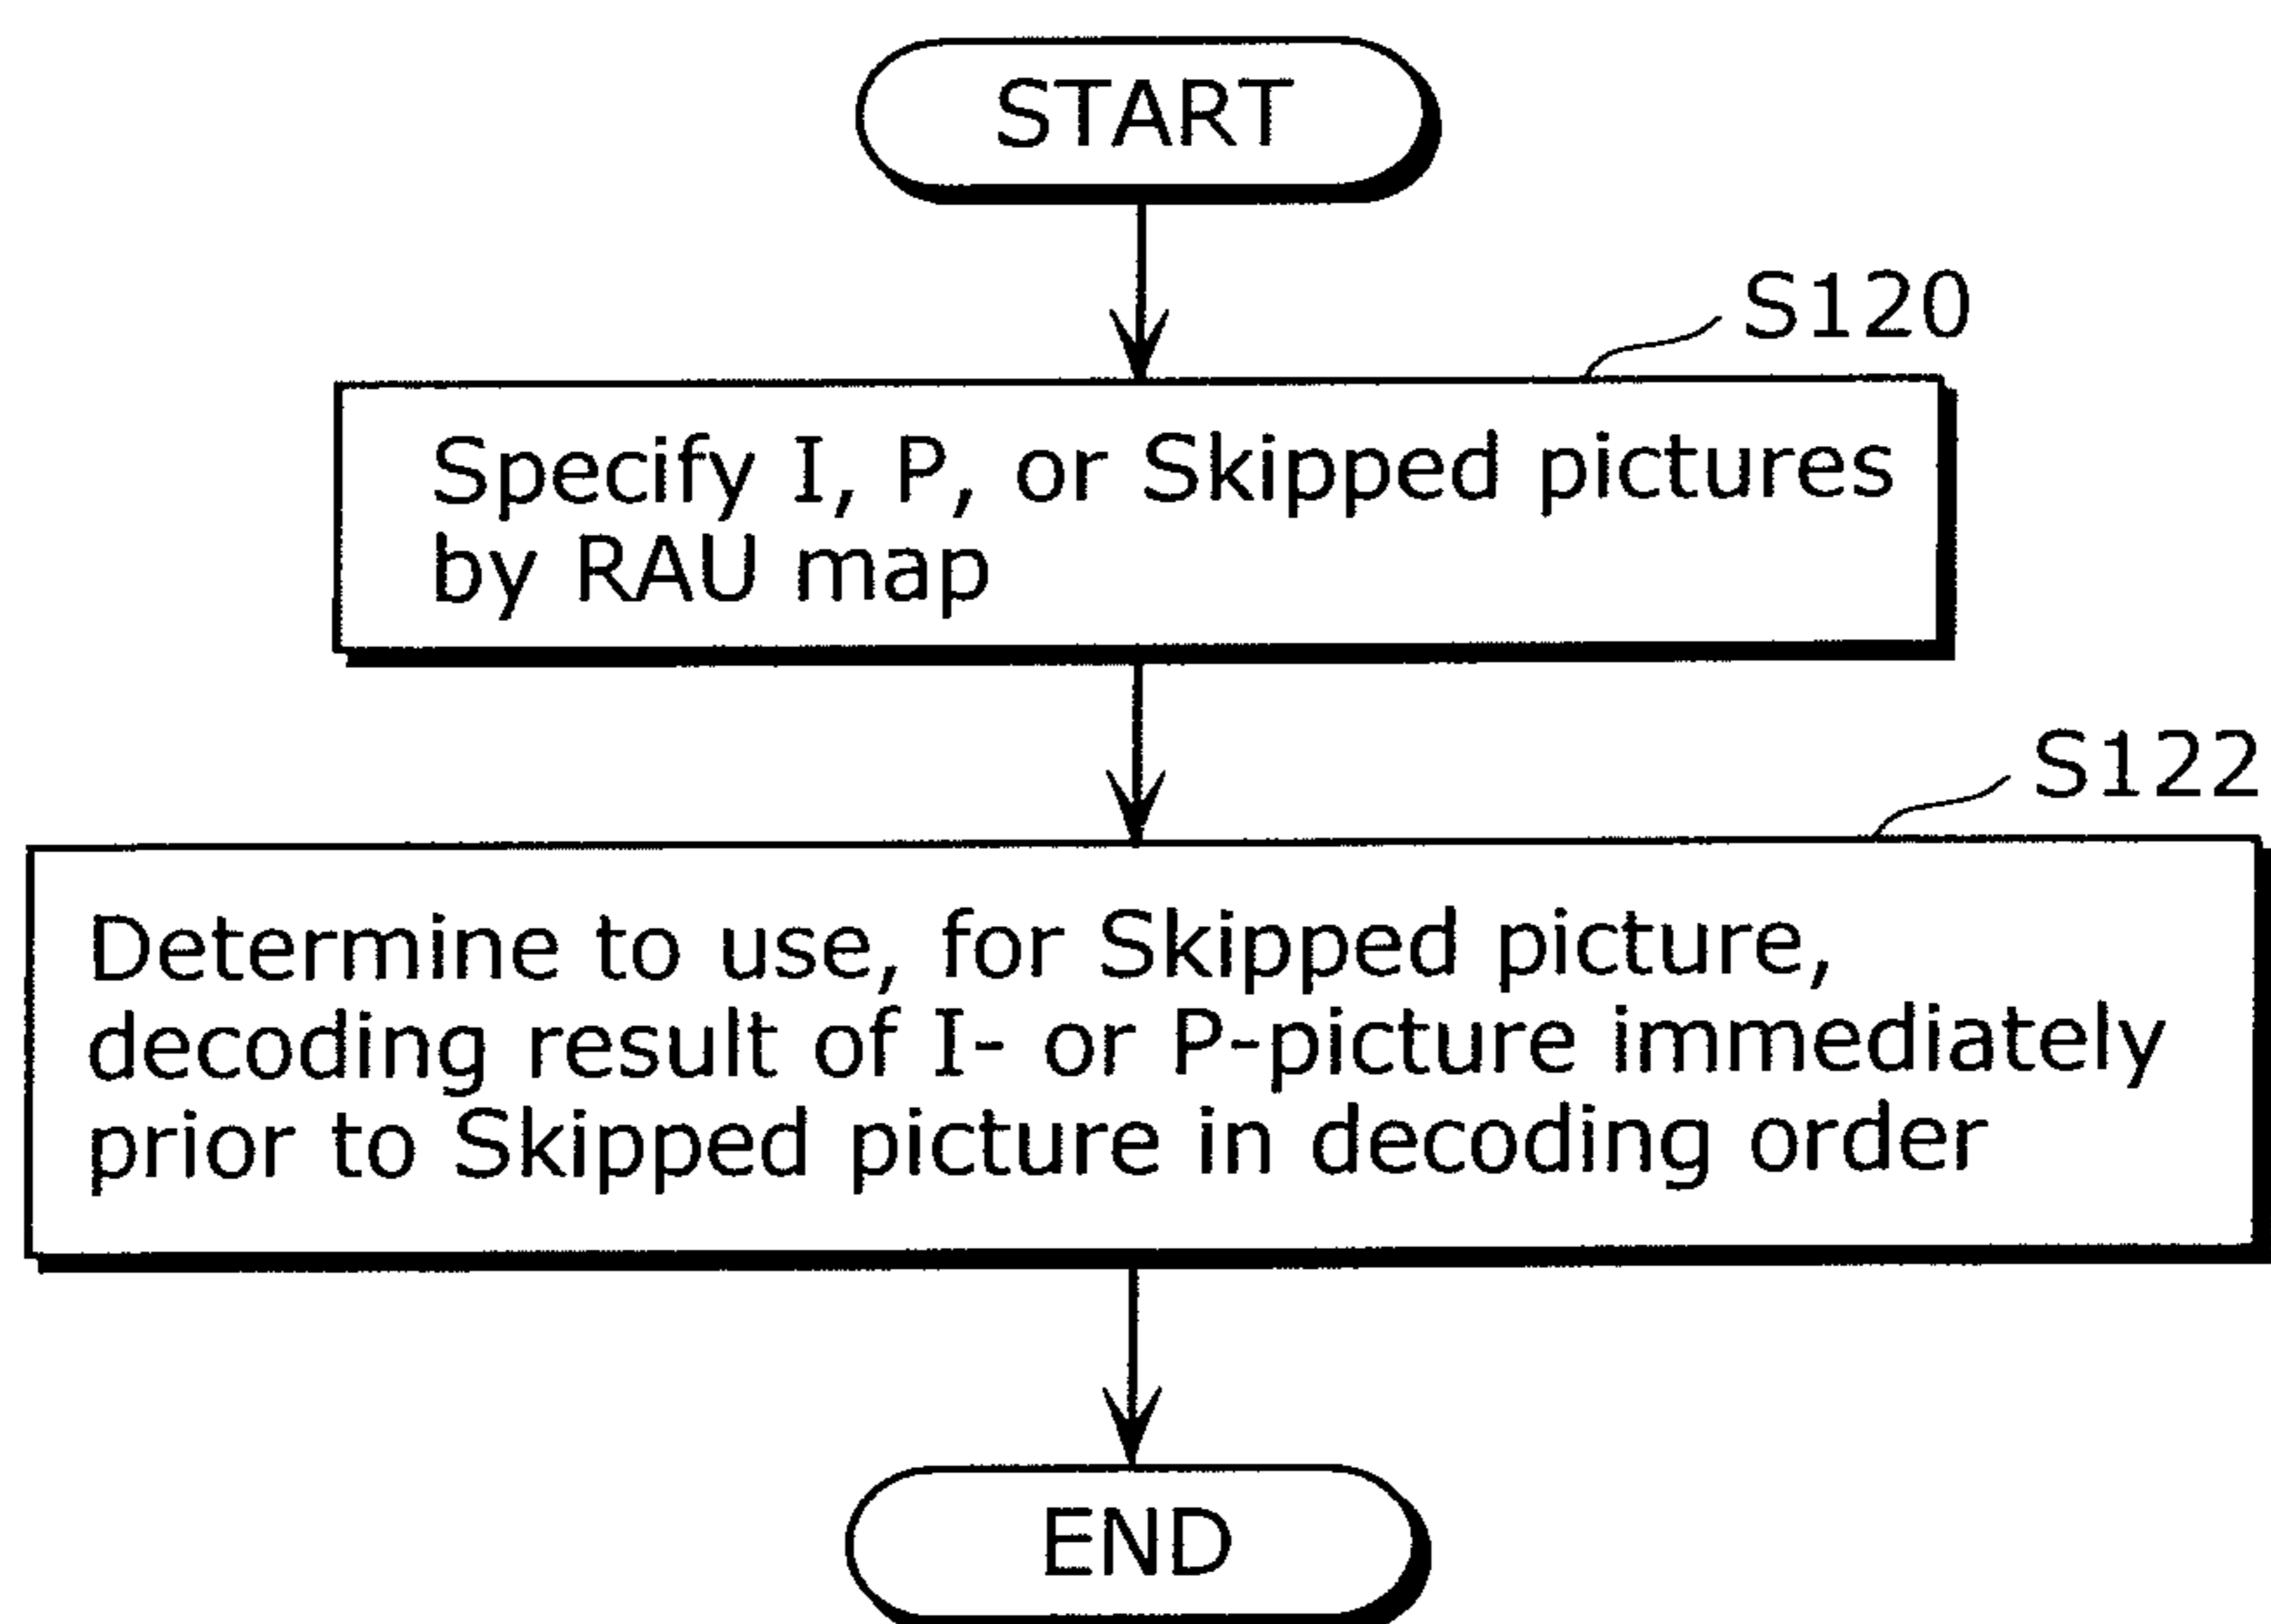 START
S120
Specify I, P, or Skipped pictures
by RAU map
S122
Determine to use, for Skipped picture,
decoding result of I- or P-picture immediately
prior to Skipped picture in decoding order
END